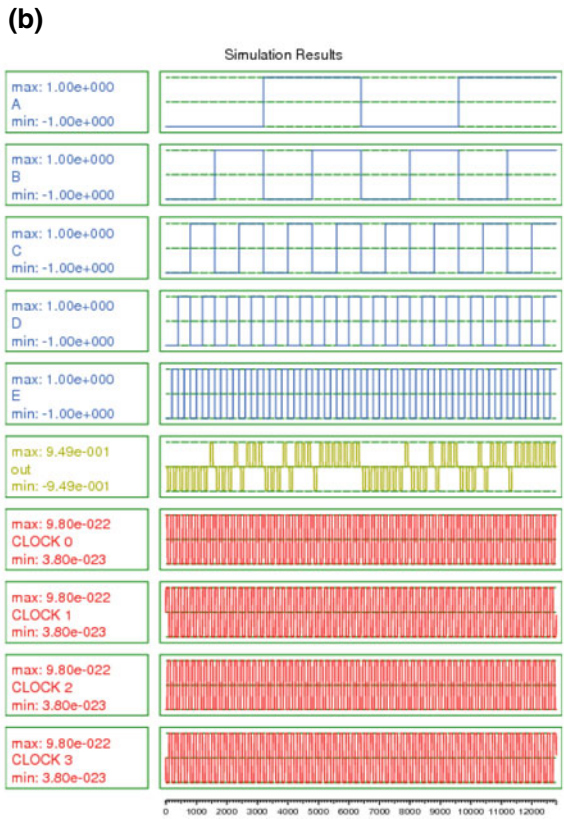 (b)
Simulation Results
max: 1.00e+000
A
min: -1.00e+000
max: 1.00e+000
B
min: -1.00e+000
max: 1.00e+000
C
min: -1.00e+000
max: 1.00e+000
D
min: -1.00e+000
max: 1.00e+000
E
min: -1.00e+000
max: 9.49e-001
out
min: -9.49e-001
max: 9.80e-022
CLOCK 0
min: 3.80e-023
max: 9.80e-022
CLOCK 1
min: 3.80e-023
max: 9.80e-022
CLOCK 2
min: 3.80e-023
max: 9.80e-022
CLOCK 3
min: 3.80e-023
0 1000 2000 3000 4000 5000 6000 7000 8000 9000 10000 11000 12000